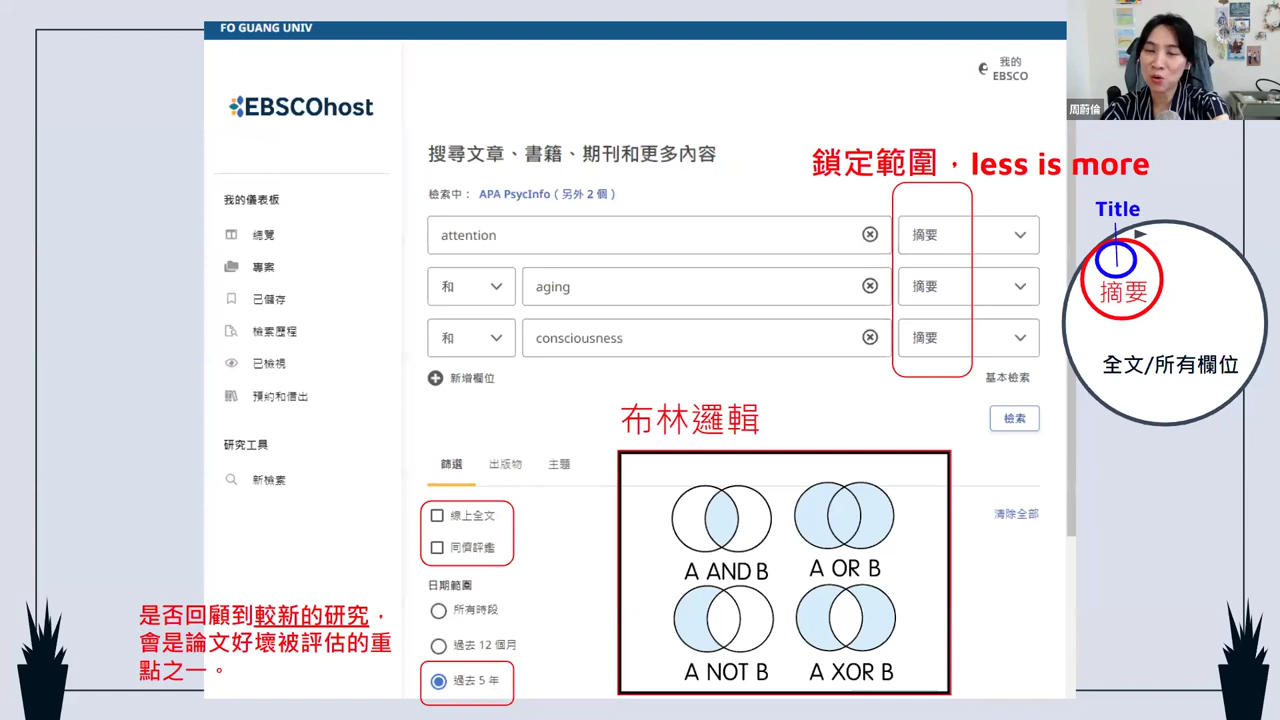 FO GUANG UNIV
我的
EBSCO
周蔚倫
EBSCOhost
搜尋文章、書籍、期刊和更多內容
鎖定範圍，less is more
我的儀表板
檢索中： APA PsycInfo（另外 2 個）
Title
總覽
attention
摘要
專案
和
aging
摘要
摘要
已儲存
檢索歷程
和
consciousness
摘要
已檢視
全文/所有欄位
新增欄位
基本檢索
預約和借出
布林邏輯
檢索
研究工具
篩選
出版物
主題
新檢索
線上全文
清除全部
同儕評鑑
A AND B
A OR B
日期範圍
所有時段
是否回顧到較新的研究，
會是論文好壞被評估的重
點之一。
過去 12 個月
過去 5 年
A NOT B
A XOR B